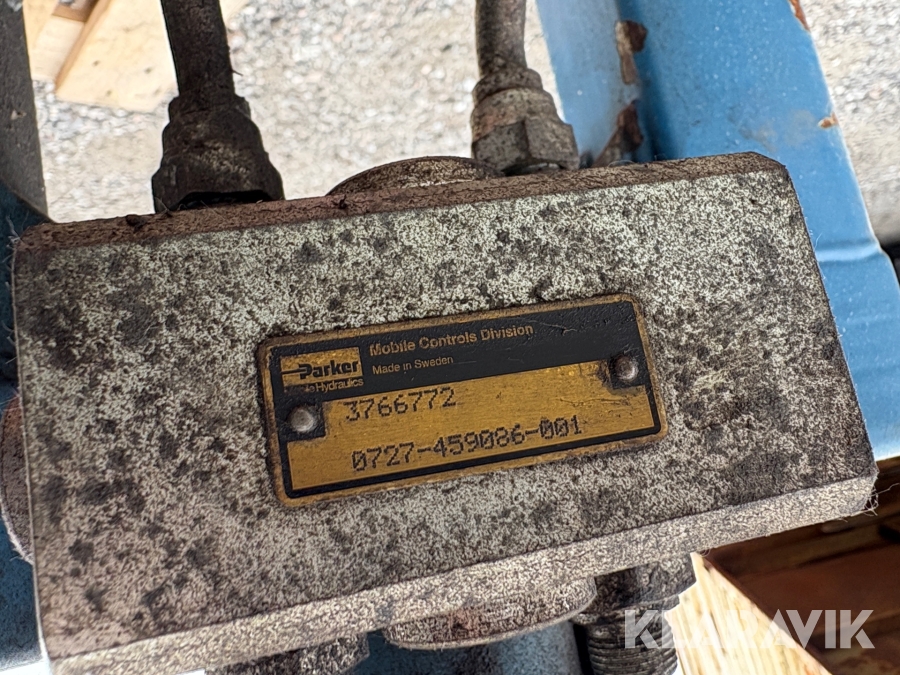 Parker
Hydraulics
Mobile Controls Division
Made in Sweden
3766772
0727-459086-001
KLARAVIK